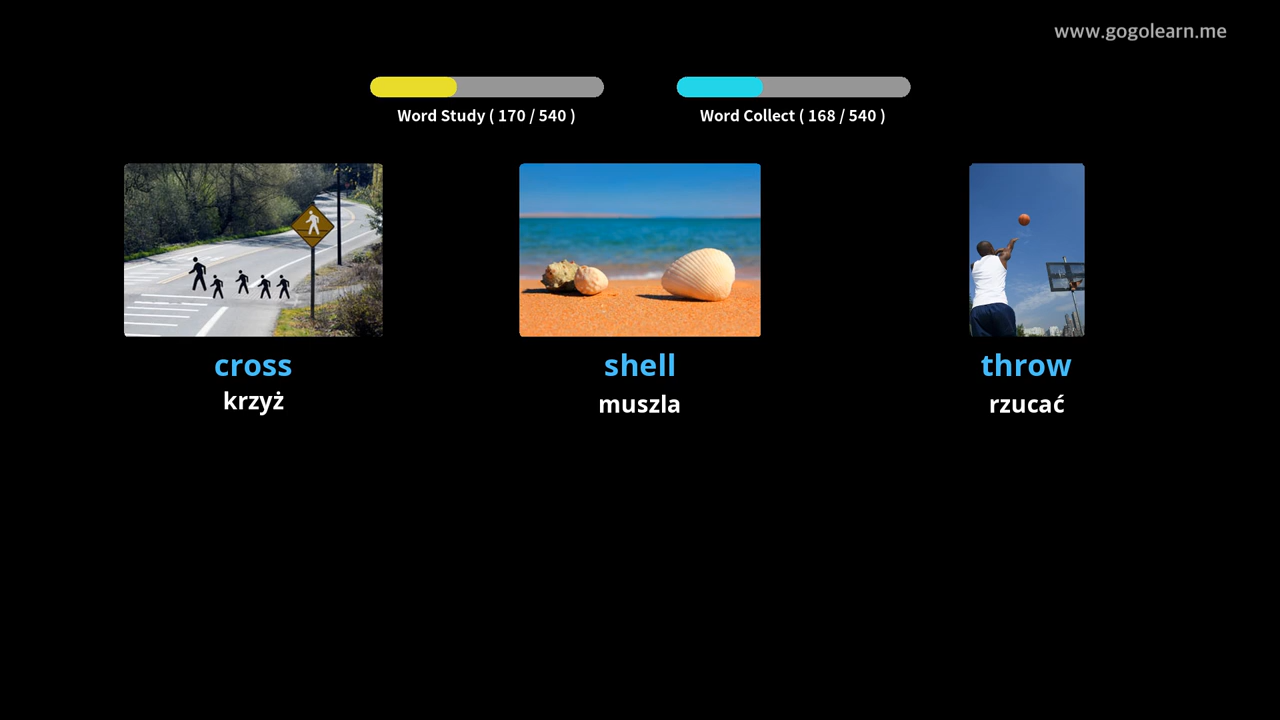 www.gogolearn.me
Word Study ( 170 / 540 )
Word Collect ( 168 / 540 )
cross
krzyż
shell
muszla
throw
rzucać